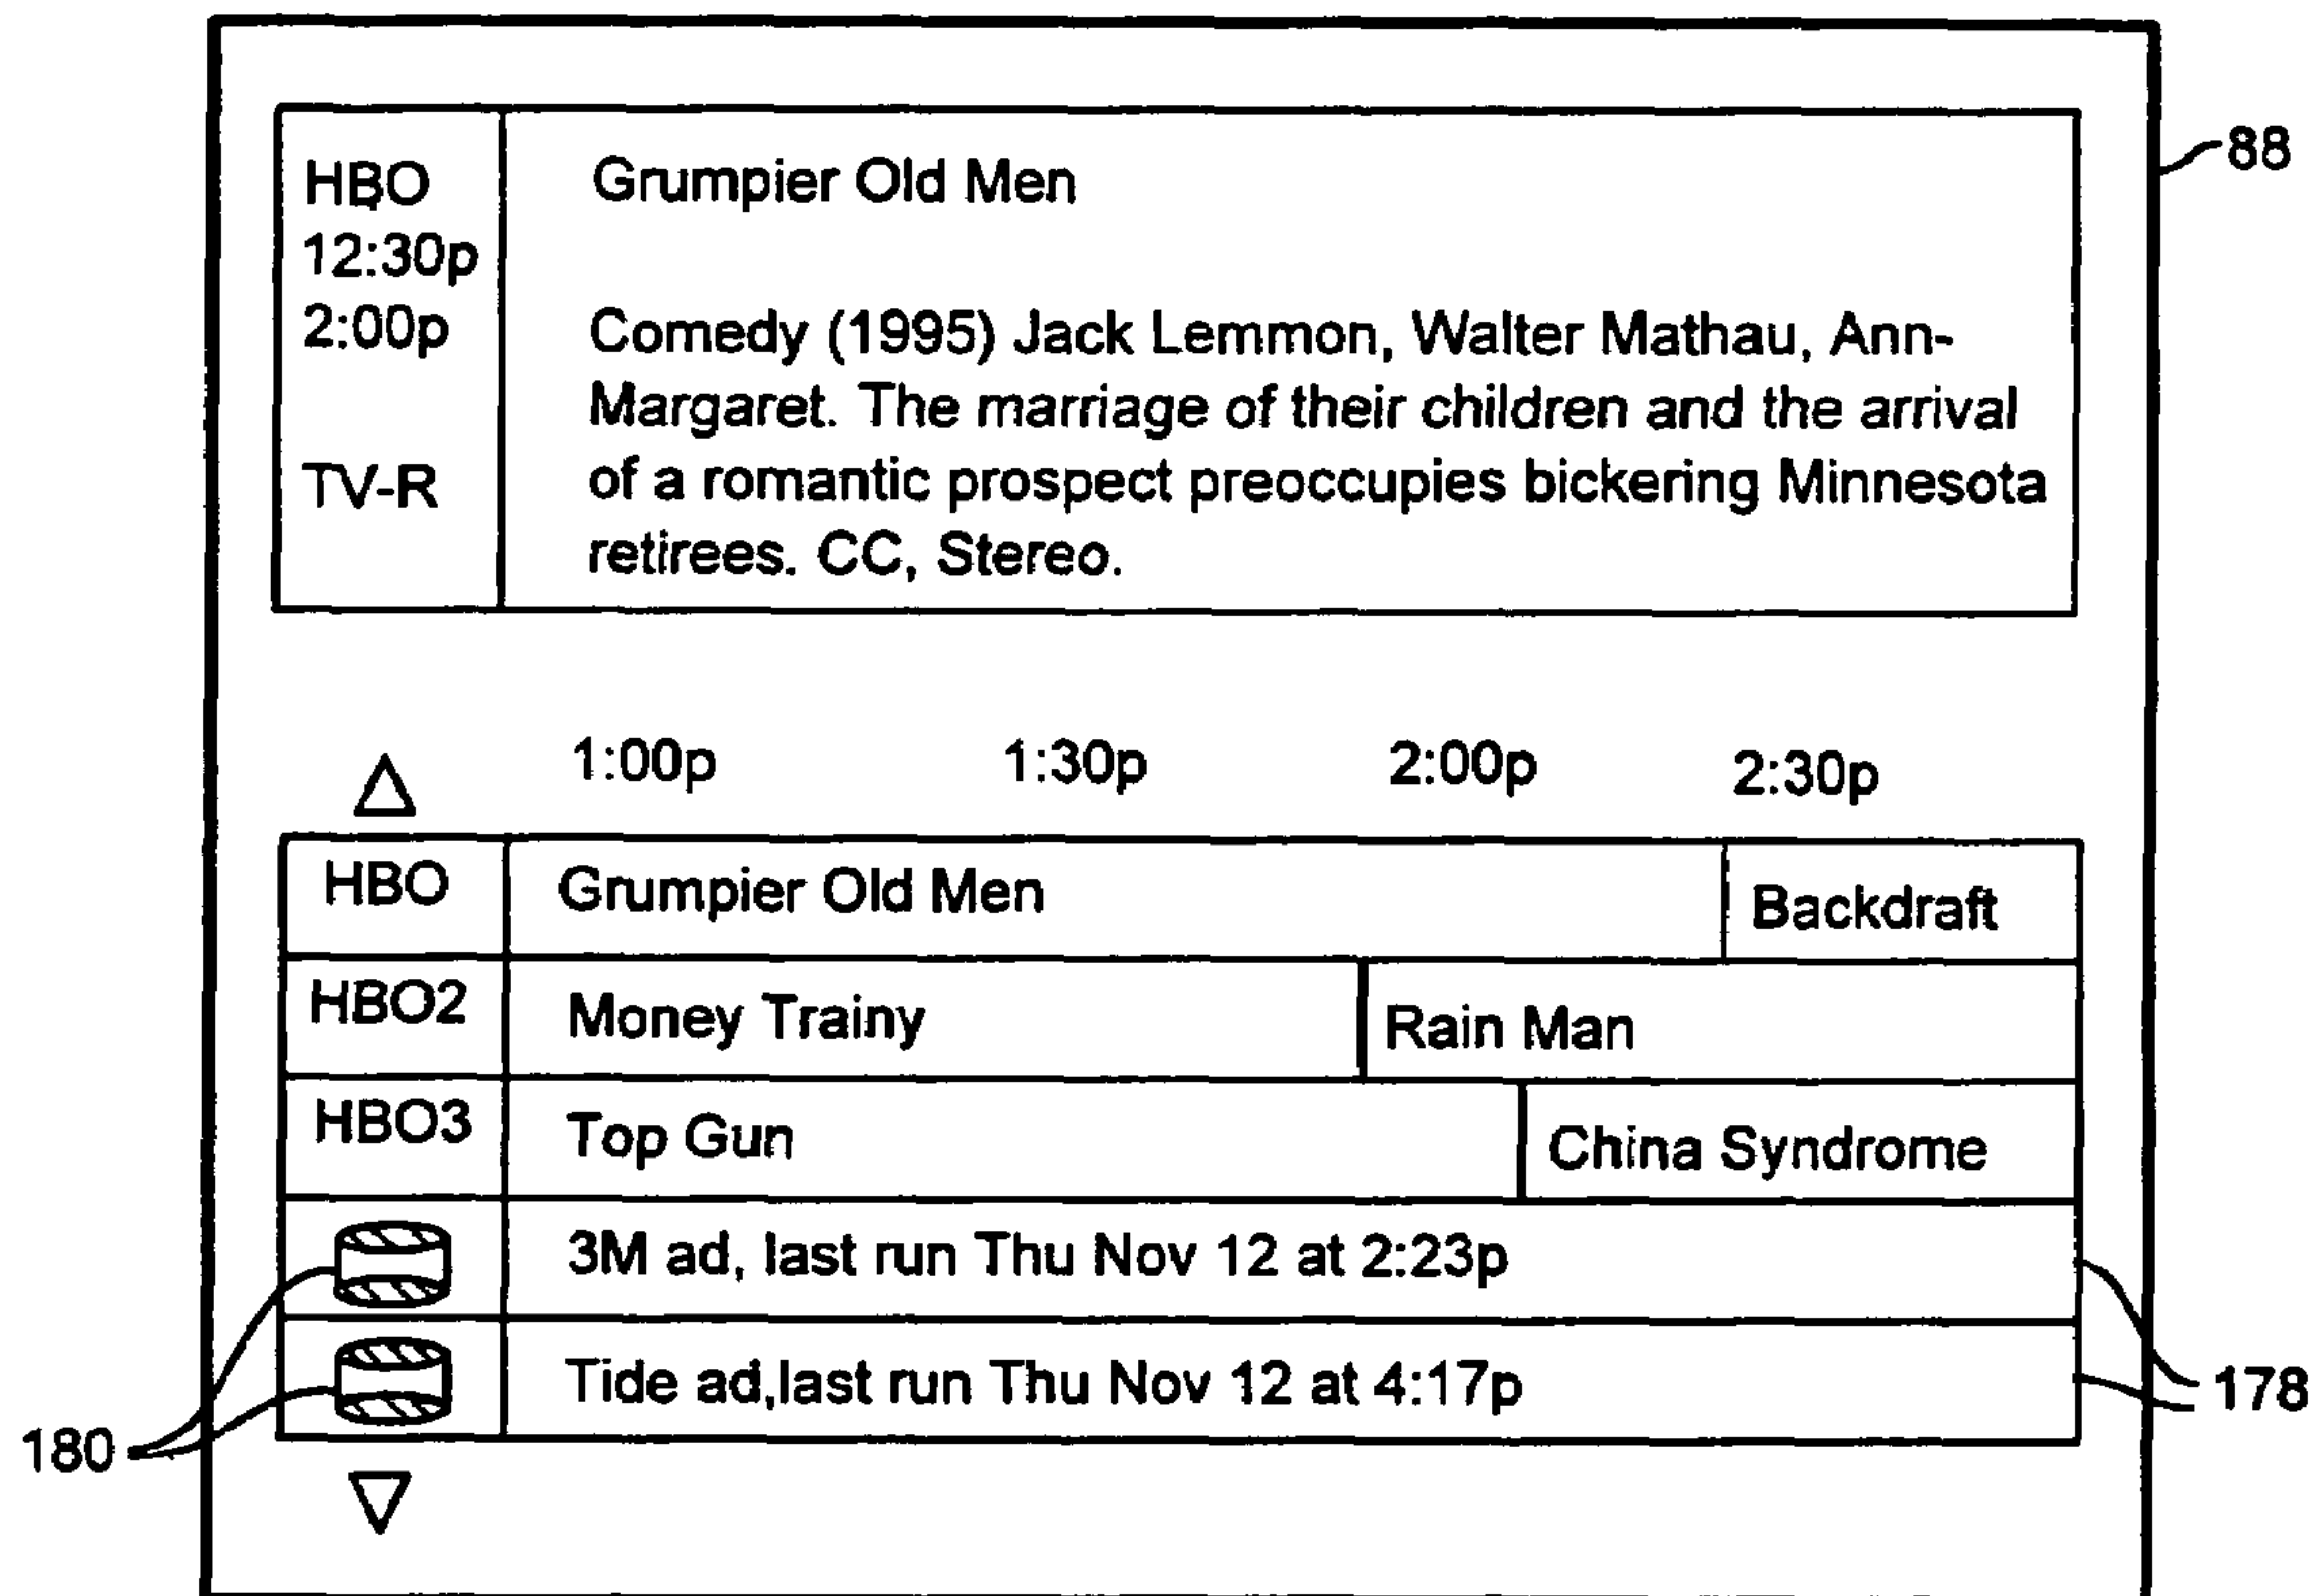 88
HBO
12:30p
2:00p
TV-R
Grumpier Old Men
Comedy (1995) Jack Lemmon, Walter Mathau, Ann-
Margaret. The marriage of their children and the arrival
of a romantic prospect preoccupies bickering Minnesota
retirees. CC, Stereo.
1:00p 1:30p 2:00p 2:30p
HBO Grumpier Old Men Backdraft
HBO2 Money Trainy Rain Man
HBO3 Top Gun China Syndrome
3M ad, last run Thu Nov 12 at 2:23p
Tide ad,last run Thu Nov 12 at 4:17p
178
180